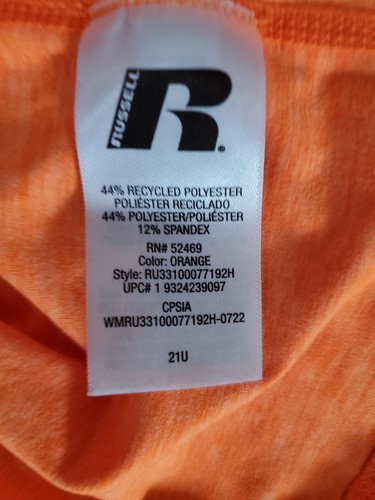 RUSSELL
R
44% RECYCLED POLYESTER
POLIÉSTER RECICLADO
44% POLYESTER/POLIÉSTER
12% SPANDEX
RN# 52469
Color: ORANGE
Style: RU33100077192H
UPC# 1 9324239097
CPSIA
WMRU33100077192H-0722
21U